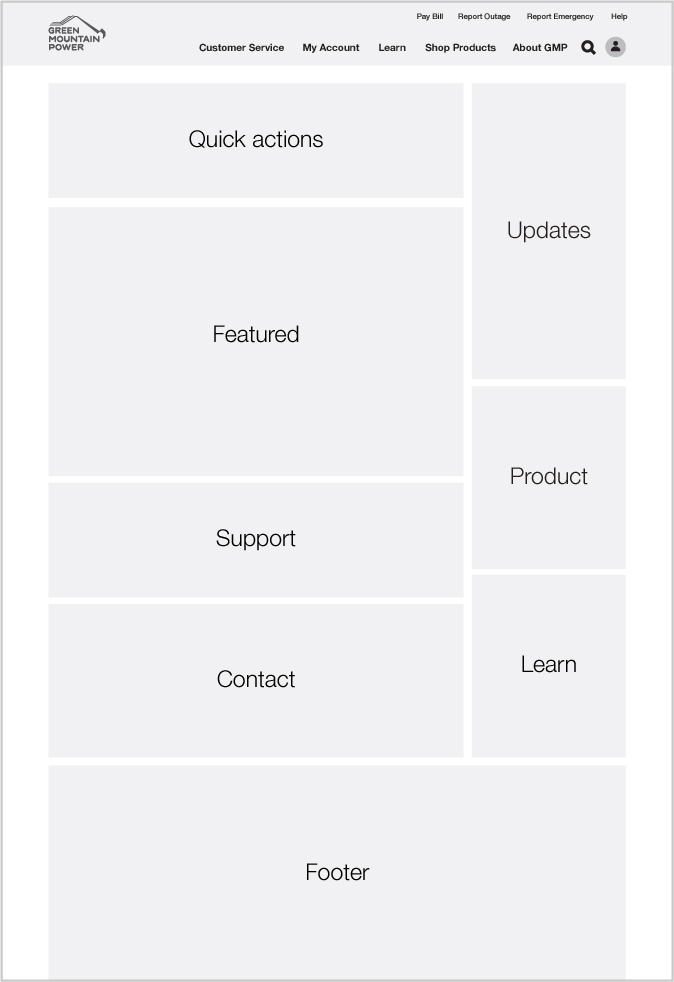 GREEN
MOUNTAIN
POWER
Pay Bill Report Outage Report Emergency Help
Customer Service My Account Learn Shop Products About GMP
Quick actions
Updates
Featured
Product
Support
Learn
Contact
Footer